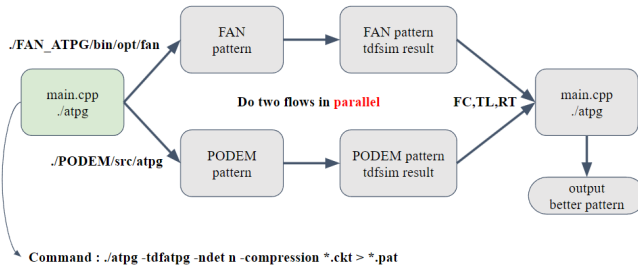 ./FAN_ATPG/bin/opt/fan
FAN
pattern
FAN pattern
tdfsim result
main.cpp
./atpg
Do two flows in parallel
FC,TL,RT
main.cpp
./atpg
./PODEM/src/atpg
PODEM
pattern
PODEM pattern
tdfsim result
output
better pattern
Command : ./atpg -tdfatpg -ndet n -compression *.ckt > *.pat